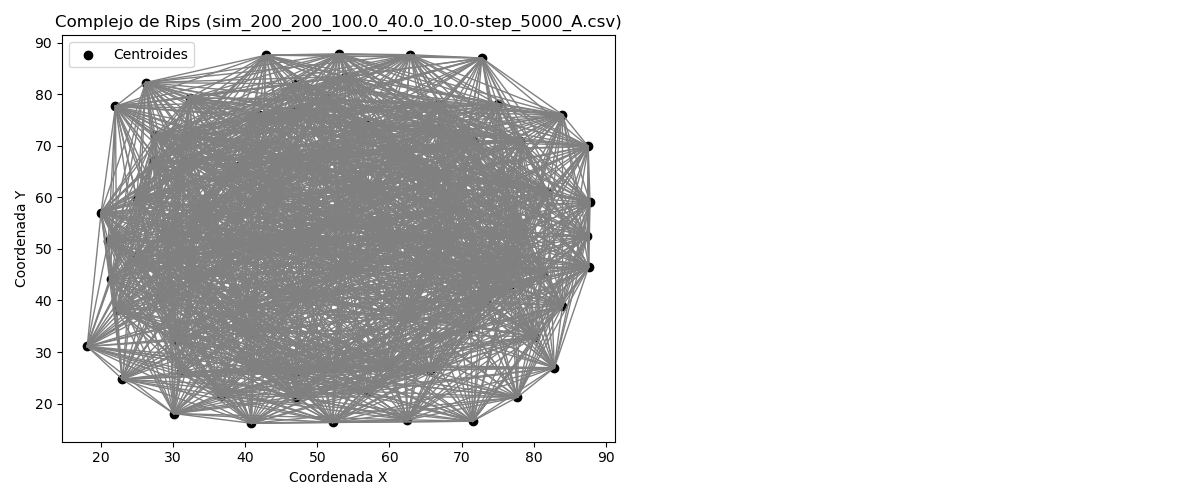 Complejo de Rips (sim_200_200_100.0_40.0_10.0-step_5000_A.csv)
Centroides
90
80
70
60
50
40
30
20
Coordenada Y
20 30 40 50 60 70 80 90
Coordenada X